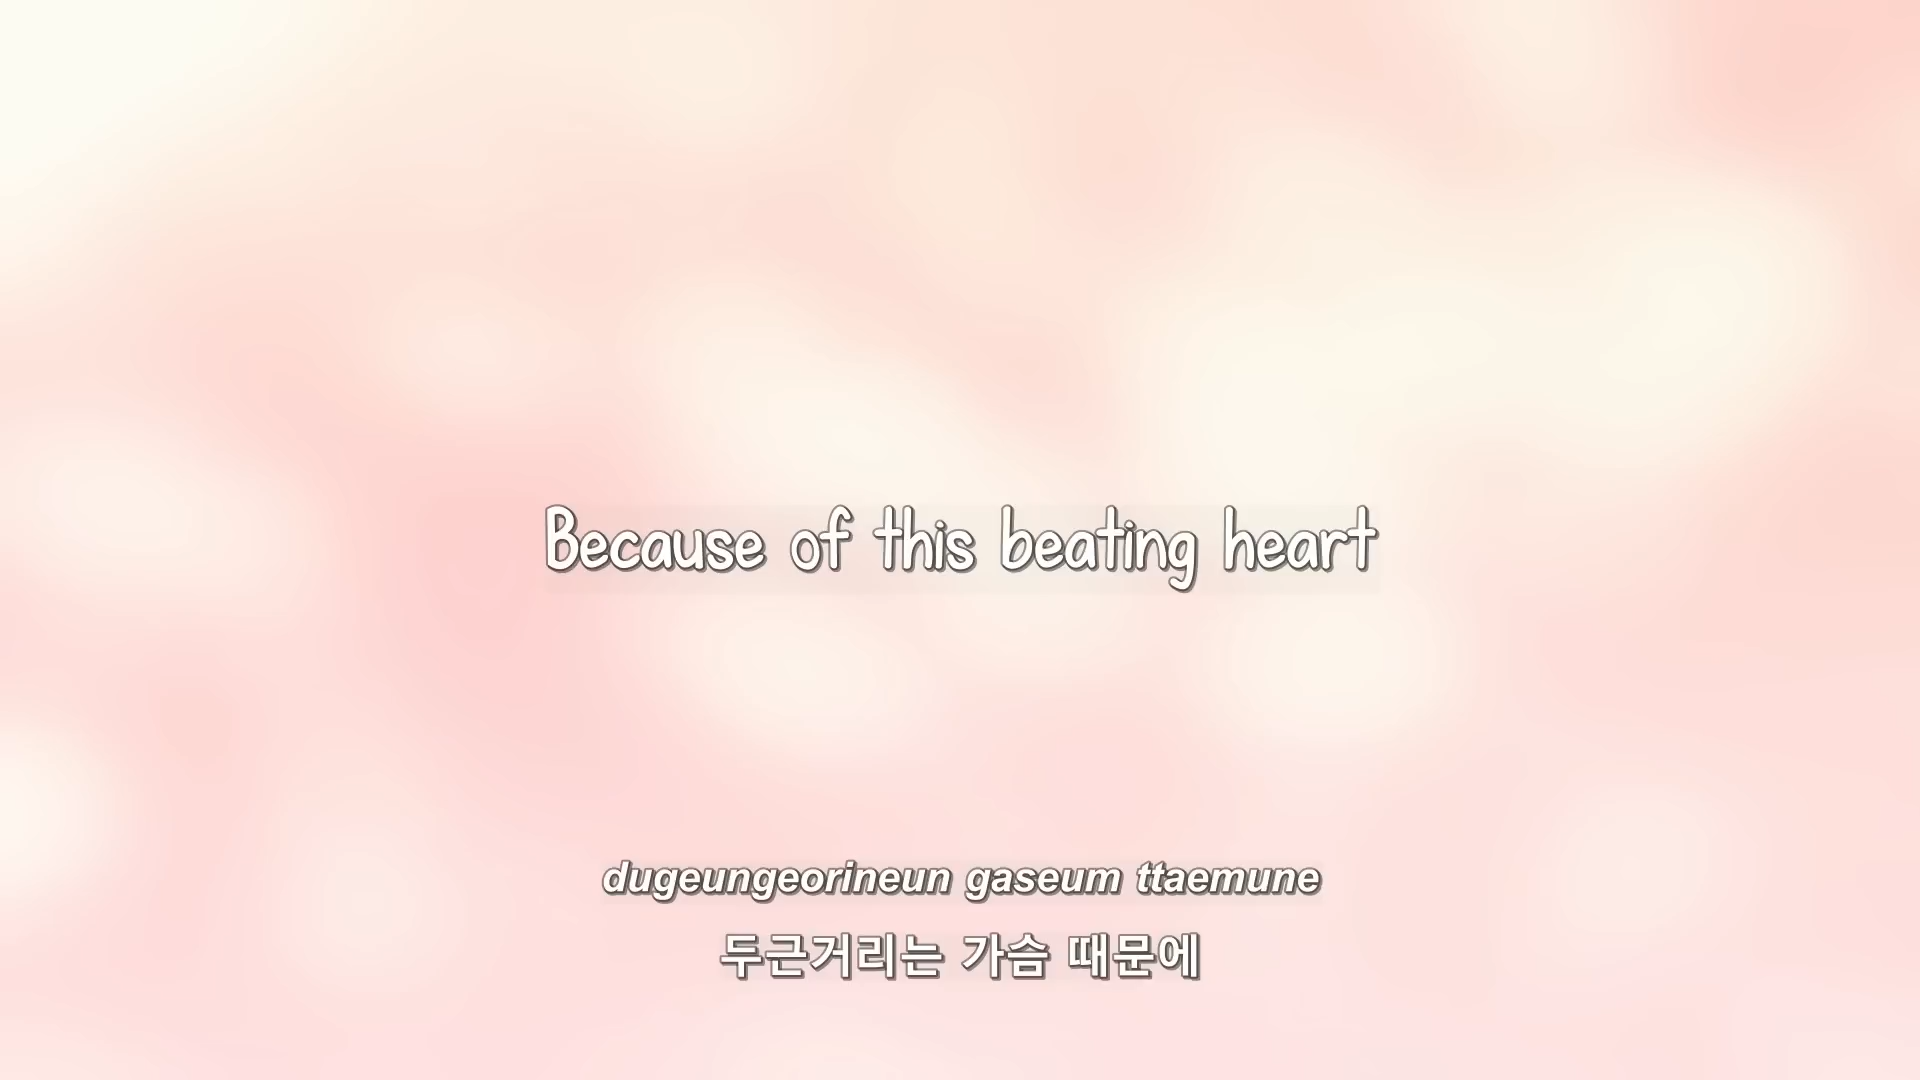 Because of this beating heart
dugeungeorineun gaseum ttaemune
두근거리는 가슴 때문에